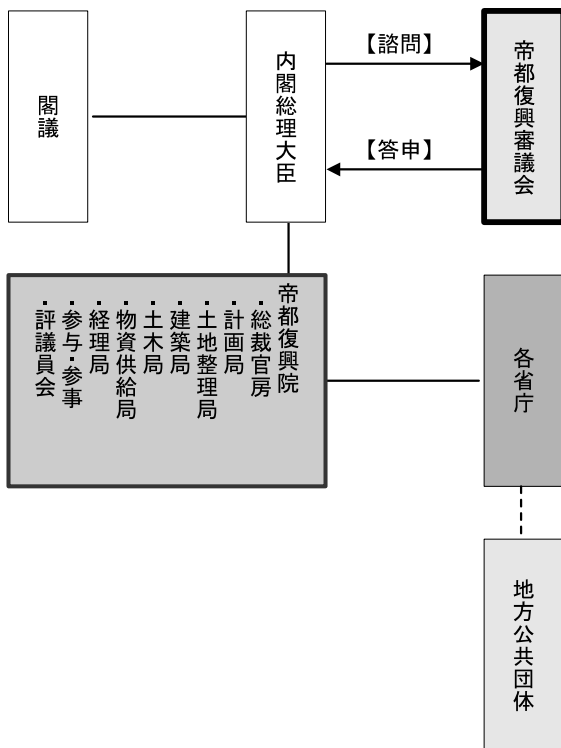 閣議
内閣総理大臣
【諮問】
【答申】
帝都復興審議会
帝都復興院
・総裁官房
・計画局
・土地整理局
・建築局
・土木局
・物資供給局
・経理局
・参与・参事
・評議員会
各省庁
地方公共団体